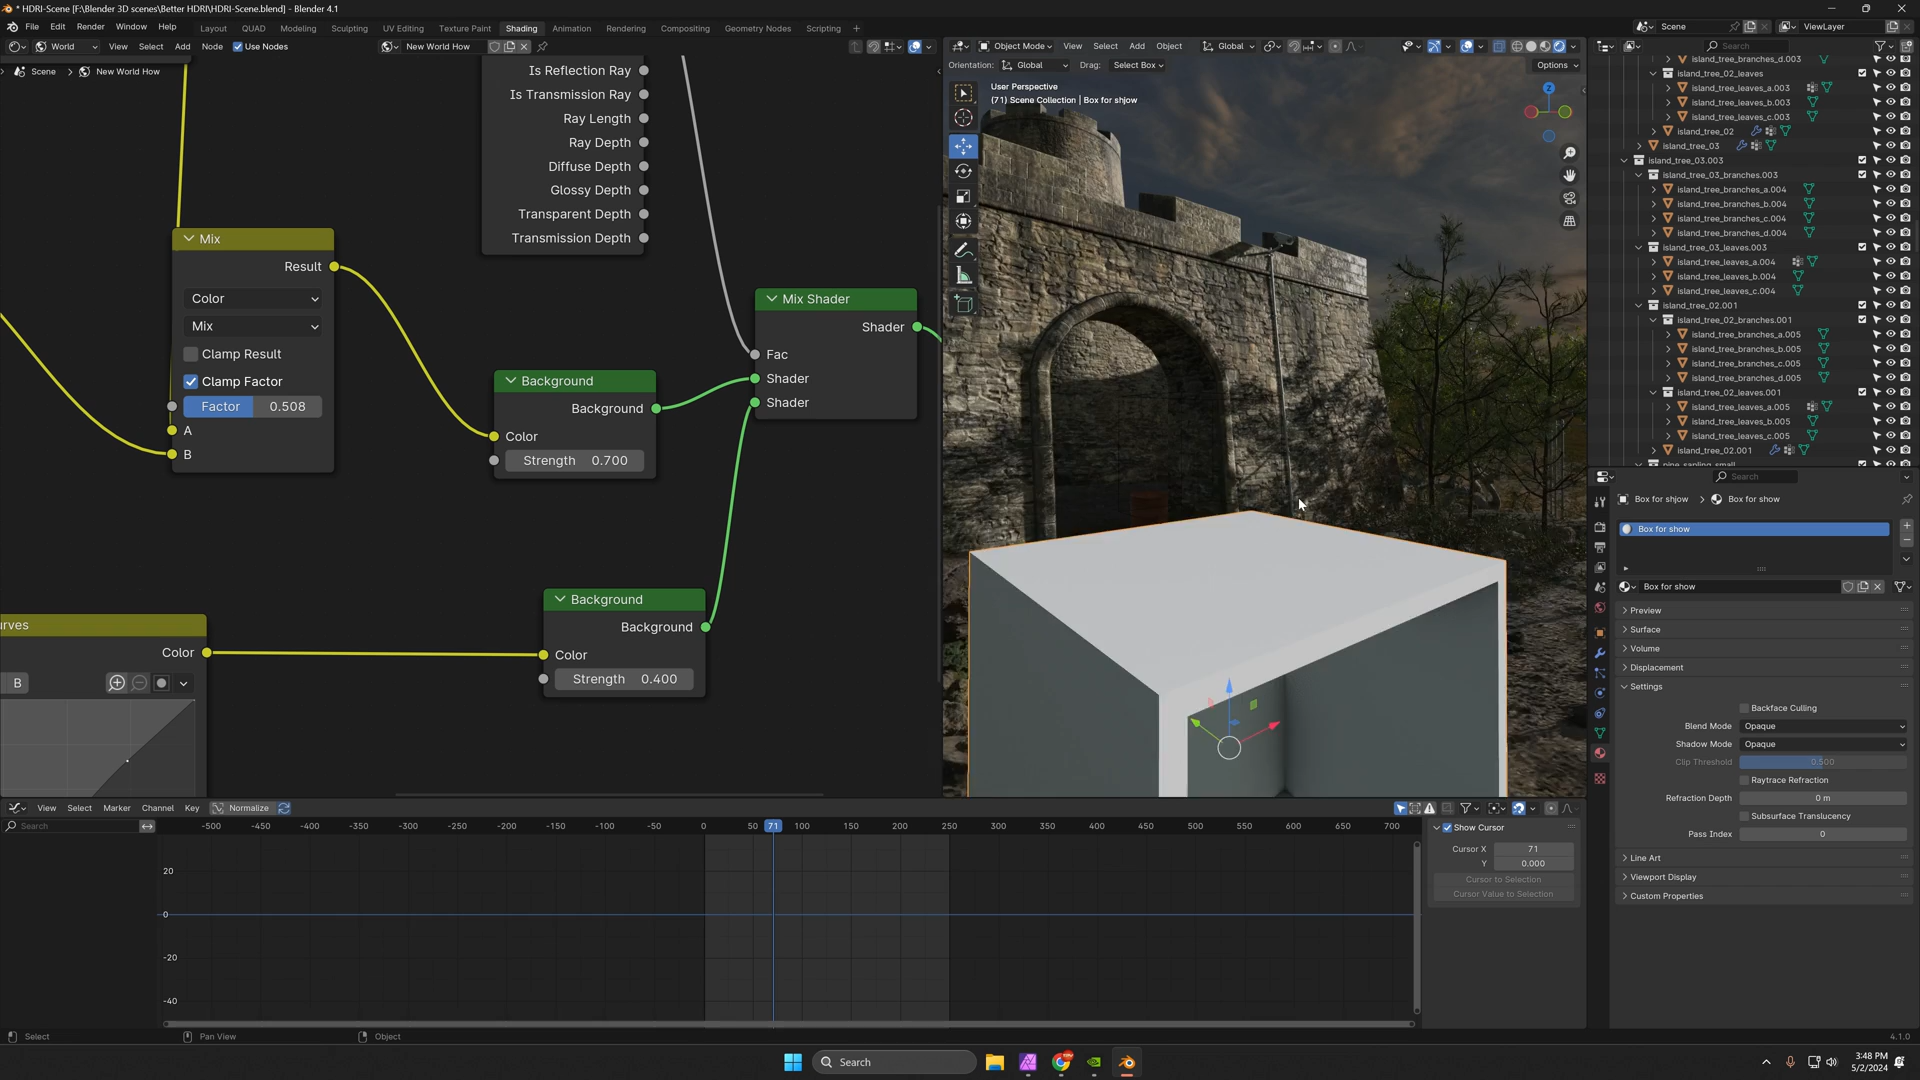 * HDRI-Scene [F:\Blender 3D scenes\Better HDRI\HDRI-Scene.blend] - Blender 4.1
File Edit Render Window Help Layout QUAD Modeling Sculpting UV Editing Texture Paint Shading Animation Rendering Compositing Geometry Nodes Scripting + Scene ViewLayer
World View Select Add Node Use Nodes New World How
Scene > New World How
Is Reflection Ray
Is Transmission Ray
Ray Length
Ray Depth
Diffuse Depth
Glossy Depth
Transparent Depth
Transmission Depth
Mix
Result
Color
Mix
Clamp Result
Clamp Factor
Factor 0.508
A
B
Background
Background
Color
Strength 0.700
Mix Shader
Shader
Fac
Shader
Shader
Background
Background
Color
Strength 0.400
urves
Color
B
Object Mode View Select Add Object Global
Orientation: Global Drag: Select Box Options
User Perspective
(71) Scene Collection | Box for shjow
Z
Search
island_tree_branches_d.003
island_tree_02_leaves
island_tree_leaves_a.003
island_tree_leaves_b.003
island_tree_leaves_c.003
island_tree_02
island_tree_03
island_tree_03.003
island_tree_03_branches.003
island_tree_branches_a.004
island_tree_branches_b.004
island_tree_branches_c.004
island_tree_branches_d.004
island_tree_03_leaves.003
island_tree_leaves_a.004
island_tree_leaves_b.004
island_tree_leaves_c.004
island_tree_02.001
island_tree_02_branches.001
island_tree_branches_a.005
island_tree_branches_b.005
island_tree_branches_c.005
island_tree_branches_d.005
island_tree_02_leaves.001
island_tree_leaves_a.005
island_tree_leaves_b.005
island_tree_leaves_c.005
island_tree_02.001
pine_sapling_small
Search
Box for shjow > Box for show
Box for show
Box for show
Preview
Surface
Volume
Displacement
Settings
Backface Culling
Blend Mode Opaque
Shadow Mode Opaque
Clip Threshold 0.500
Raytrace Refraction
Refraction Depth 0 m
Subsurface Translucency
Pass Index 0
Line Art
Viewport Display
Custom Properties
View Select Marker Channel Key Normalize
Search
-500 -450 -400 -350 -300 -250 -200 -150 -100 -50 0 50 71 100 150 200 250 300 350 400 450 500 550 600 650 700
20
0
-20
-40
Show Cursor
Cursor X 71
Y 0.000
Cursor to Selection
Cursor Value to Selection
Select Pan View Object 4.1.0
Search
3:48 PM
5/2/2024